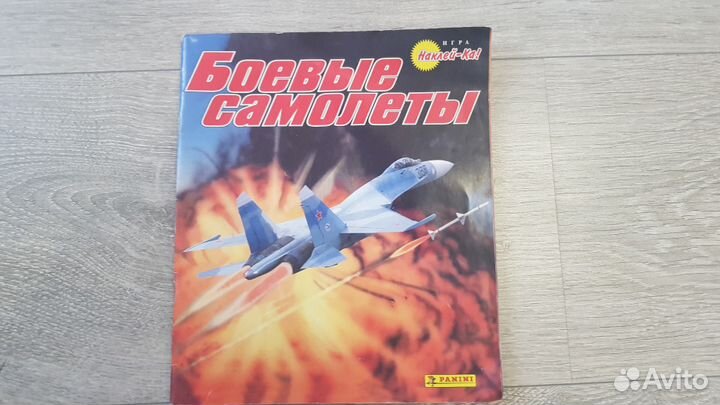 ИГРА
Наклей-Ка!
Боевые
самолеты
PANINI
Avito